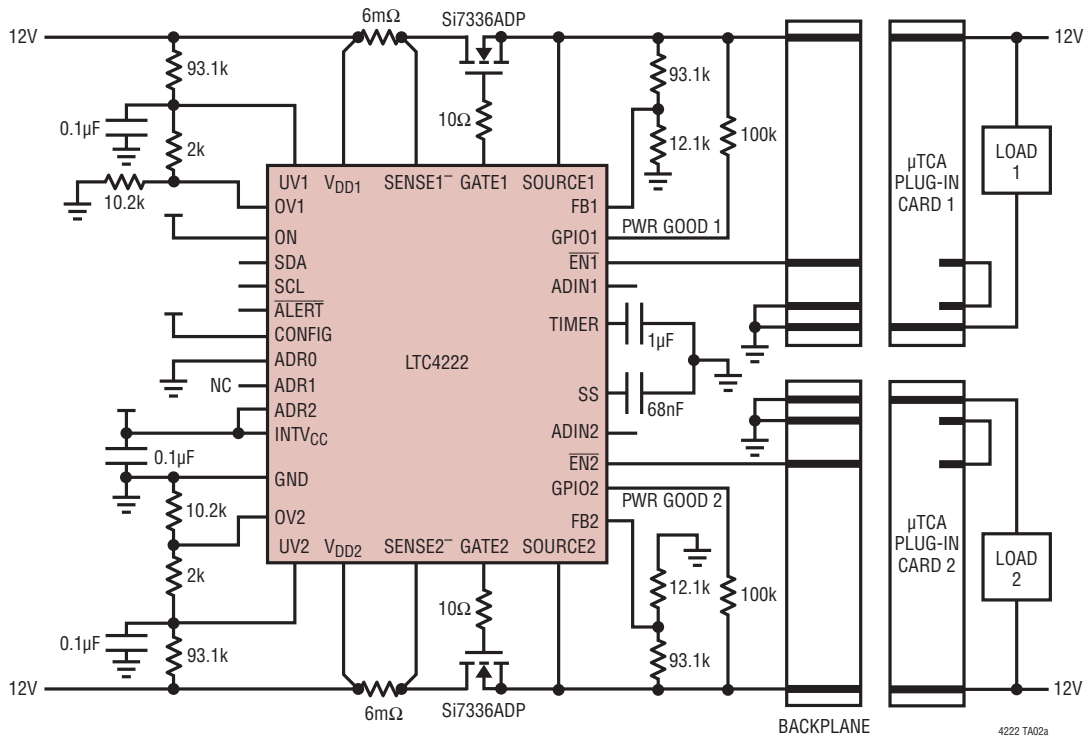 6mΩ
Si7336ADP
12V
12V
93.1k
93.1k
0.1µF
10Ω
100k
2k
12.1k
LOAD
1
µTCA
PLUG-IN
CARD 1
10.2k
UV1
VDD1
SENSE1–
GATE1
SOURCE1
OV1
FB1
ON
PWR GOOD 1
GPIO1
SDA
EN1
SCL
ADIN1
ALERT
TIMER
CONFIG
1µF
ADR0
LTC4222
NC
ADR1
SS
ADR2
68nF
INTVCC
ADIN2
0.1µF
EN2
GND
GPIO2
PWR GOOD 2
10.2k
OV2
FB2
UV2
VDD2
SENSE2–
GATE2
SOURCE2
µTCA
PLUG-IN
CARD 2
LOAD
2
2k
12.1k
100k
10Ω
0.1µF
93.1k
93.1k
12V
12V
6mΩ
Si7336ADP
BACKPLANE
4222 TA02a